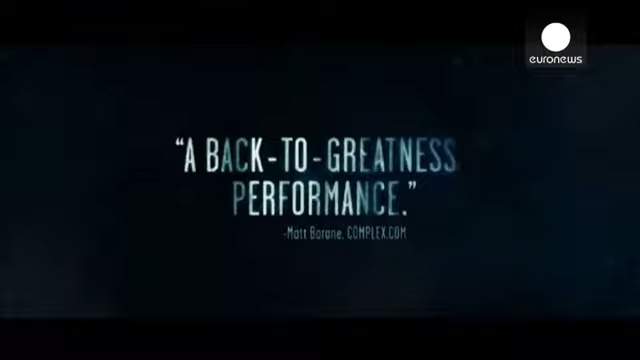 euronews
“A BACK-TO-GREATNESS
PERFORMANCE.”
-Matt Barone, COMPLEX.COM